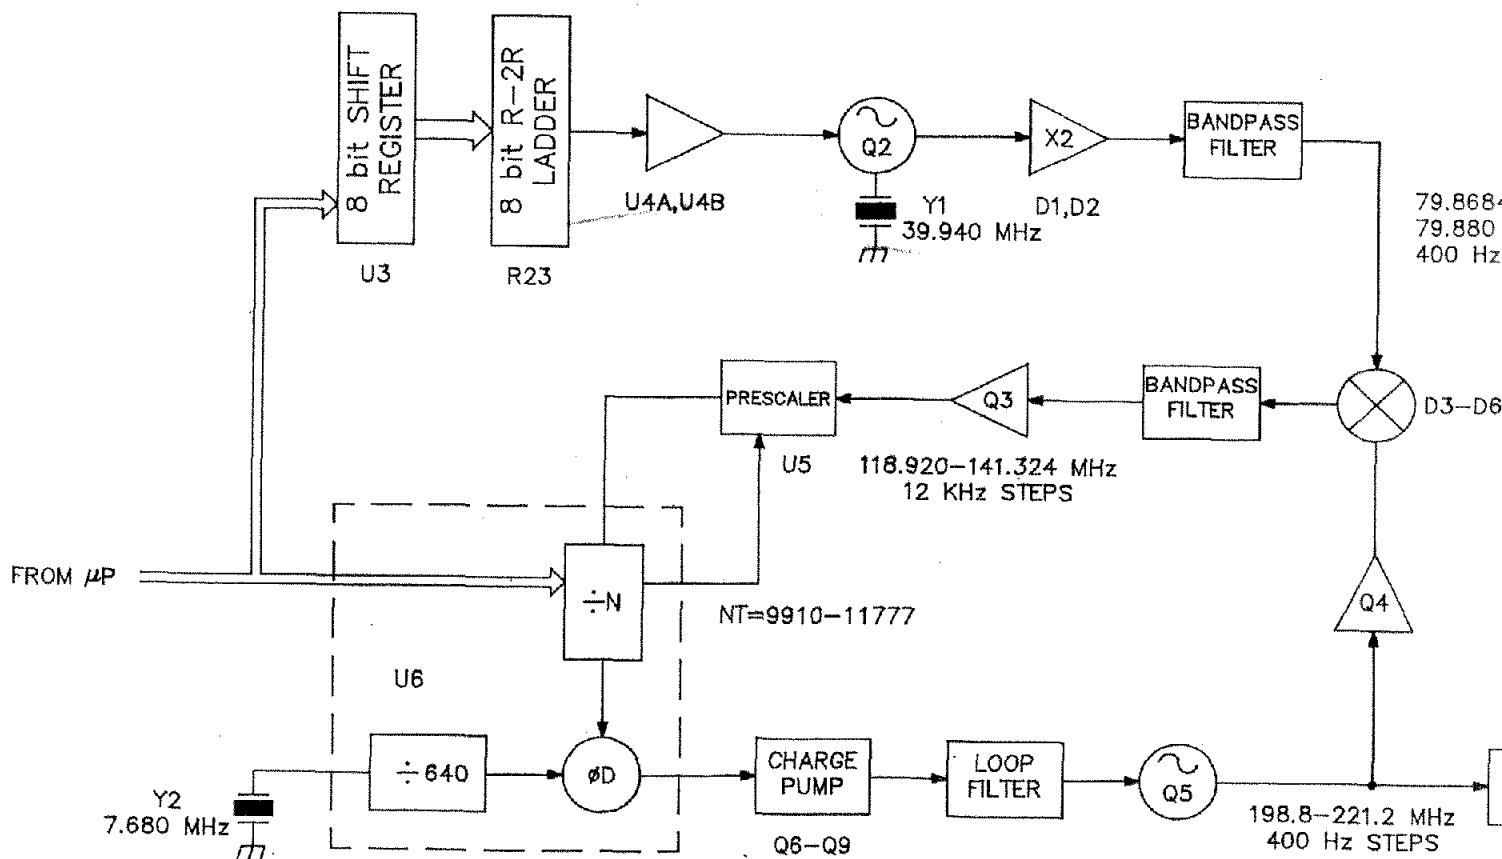 8 bit SHIFT
REGISTER
U3
8 bit R-2R
LADDER
R23
U4A,U4B
Q2
Y1
39.940 MHz
X2
D1,D2
BANDPASS
FILTER
79.8684
79.880
400 Hz
D3-D6
BANDPASS
FILTER
Q3
118.920-141.324 MHz
12 KHz STEPS
PRESCALER
U5
FROM μP
÷N
NT=9910-11777
Q4
U6
Y2
7.680 MHz
÷640
øD
CHARGE
PUMP
Q6-Q9
LOOP
FILTER
Q5
198.8-221.2 MHz
400 Hz STEPS